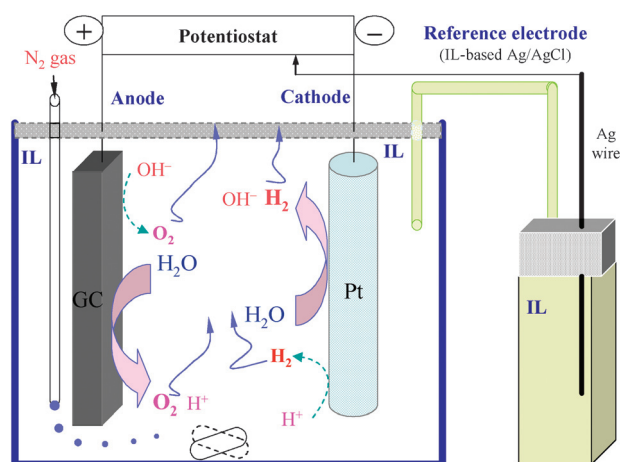 +
Potentiostat
−
Reference electrode
(IL-based Ag/AgCl)
N₂ gas
Anode
Cathode
IL
IL
Ag
wire
OH⁻
O₂
OH⁻ H₂
H₂O
GC
H₂O
Pt
IL
H₂
O₂ H⁺
H⁺